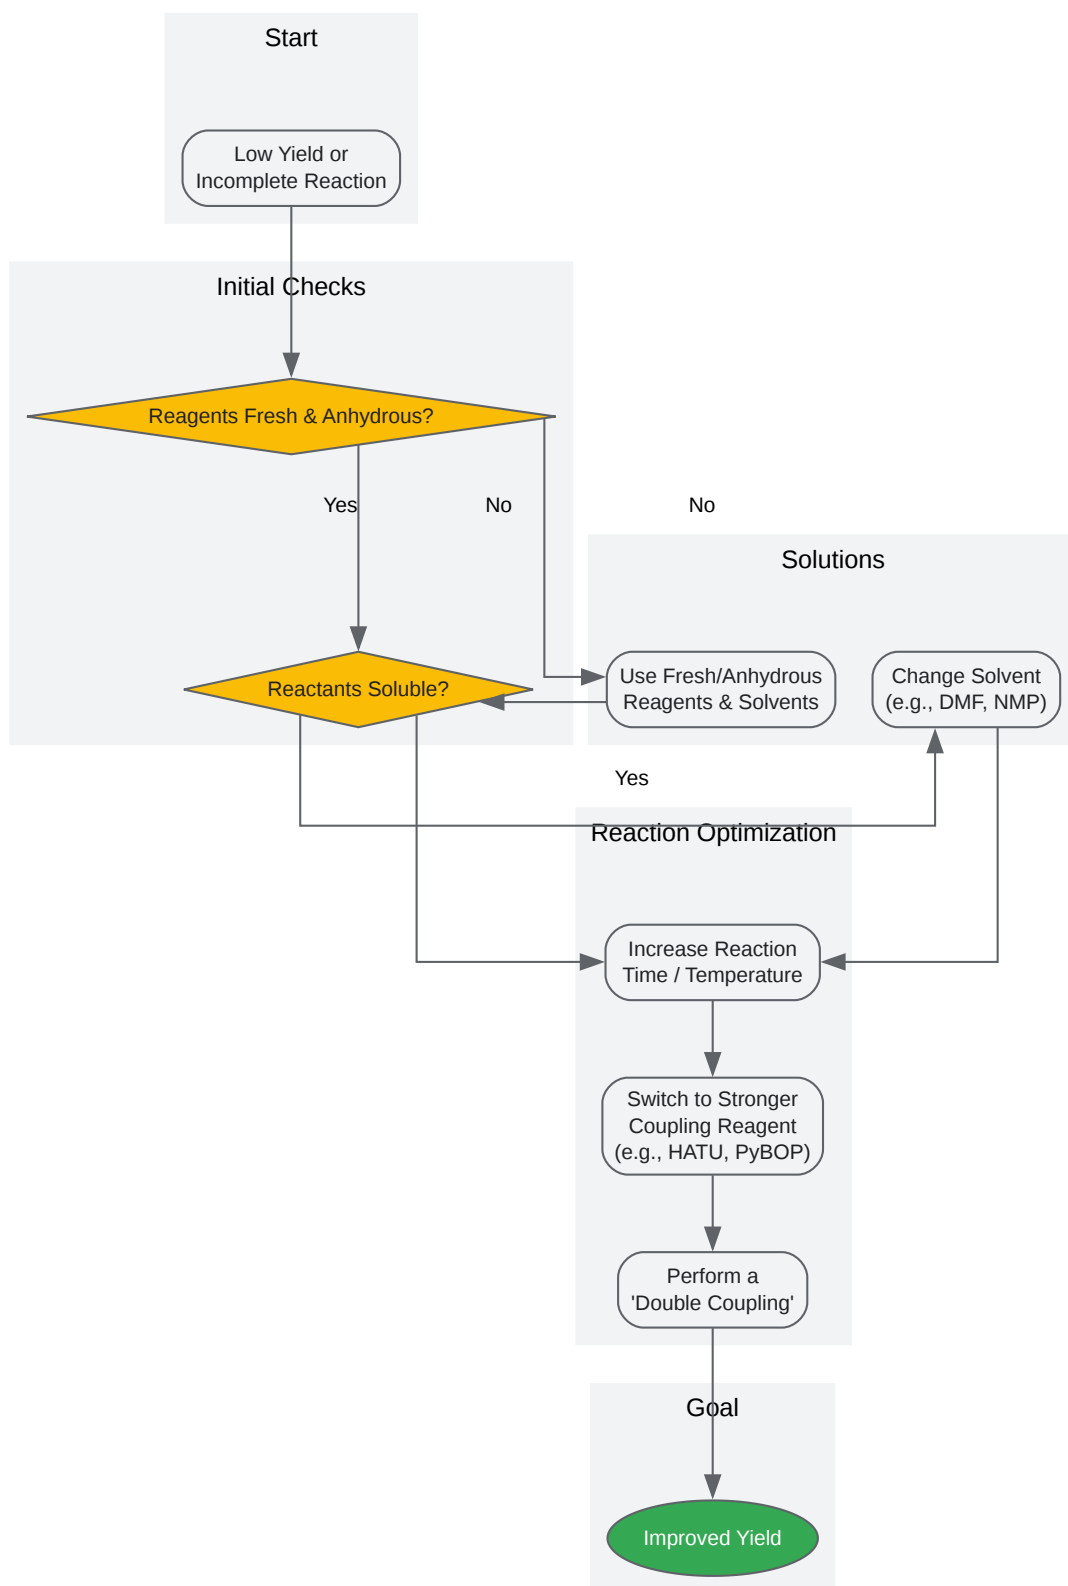 Start
Low Yield or
Incomplete Reaction
Initial Checks
Reagents Fresh & Anhydrous?
Yes
No
No
Solutions
Reactants Soluble?
Use Fresh/Anhydrous
Reagents & Solvents
Change Solvent
(e.g., DMF, NMP)
Yes
Reaction Optimization
Increase Reaction
Time / Temperature
Switch to Stronger
Coupling Reagent
(e.g., HATU, PyBOP)
Perform a
'Double Coupling'
Goal
Improved Yield